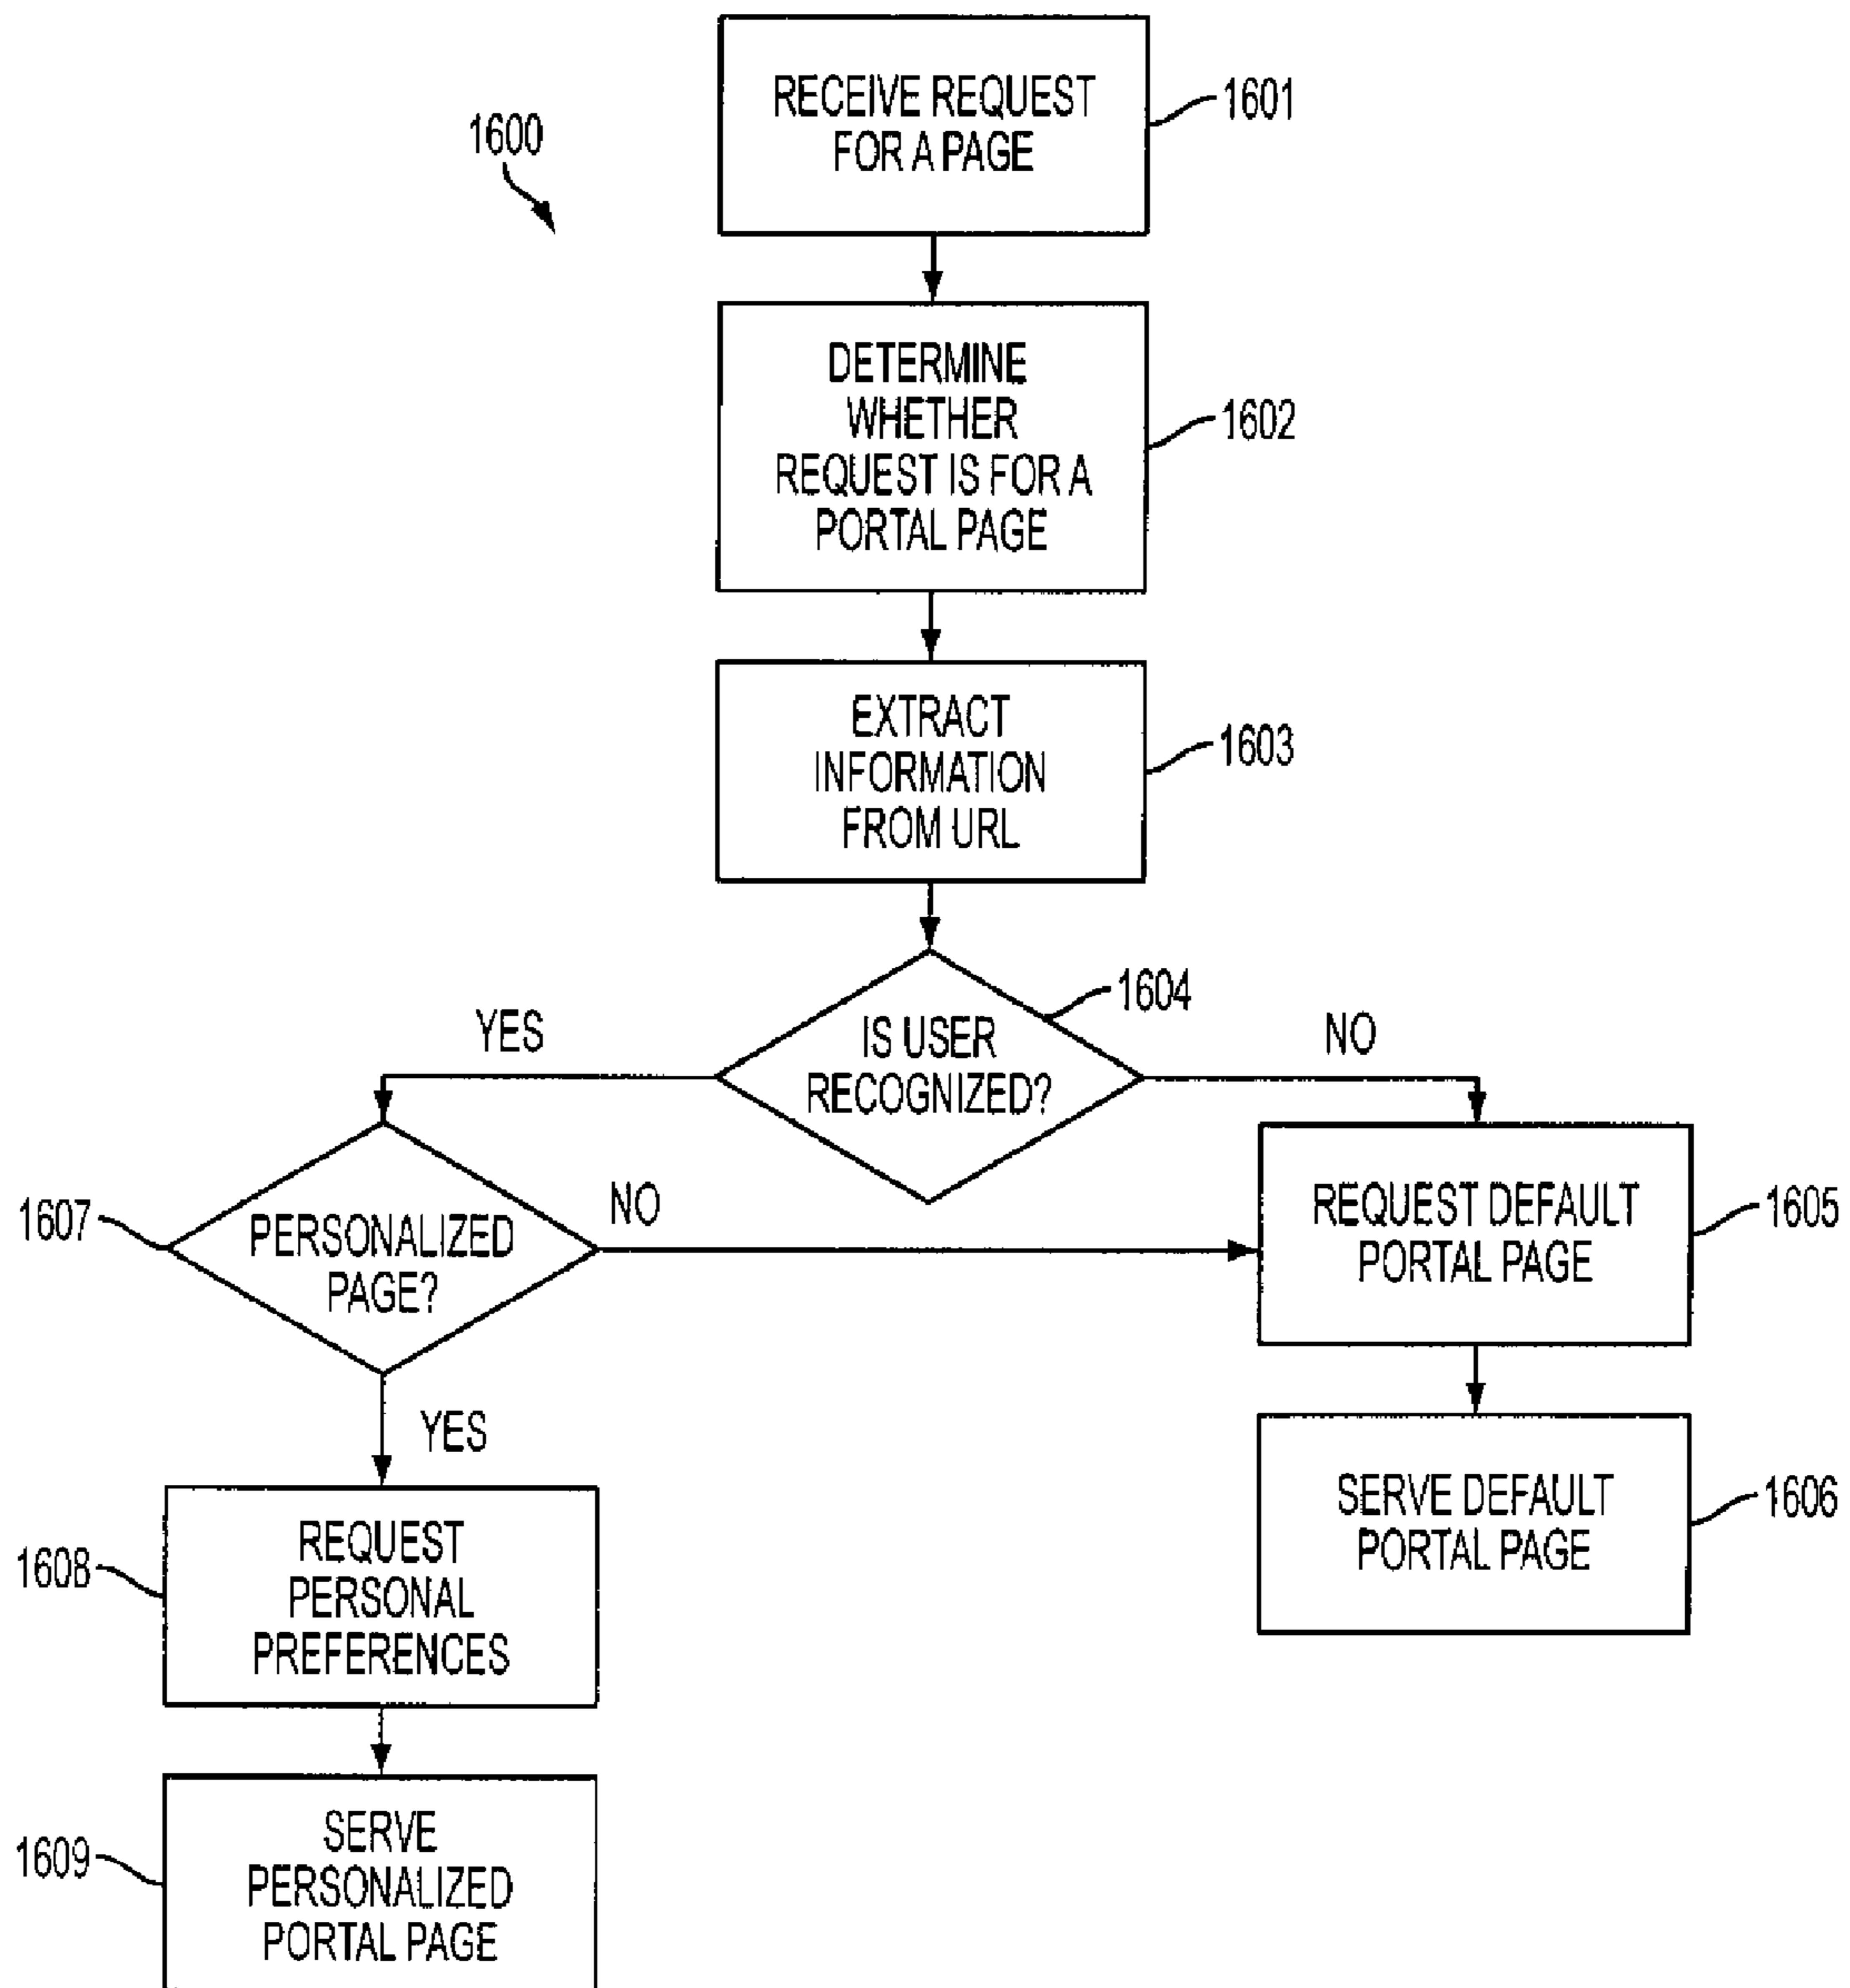 1600
RECEIVE REQUEST
FOR A PAGE
1601
DETERMINE
WHETHER
REQUEST IS FOR A
PORTAL PAGE
1602
EXTRACT
INFORMATION
FROM URL
1603
IS USER
RECOGNIZED?
1604
YES
NO
1607
PERSONALIZED
PAGE?
NO
YES
REQUEST DEFAULT
PORTAL PAGE
1605
SERVE DEFAULT
PORTAL PAGE
1606
1608
REQUEST
PERSONAL
PREFERENCES
1609
SERVE
PERSONALIZED
PORTAL PAGE